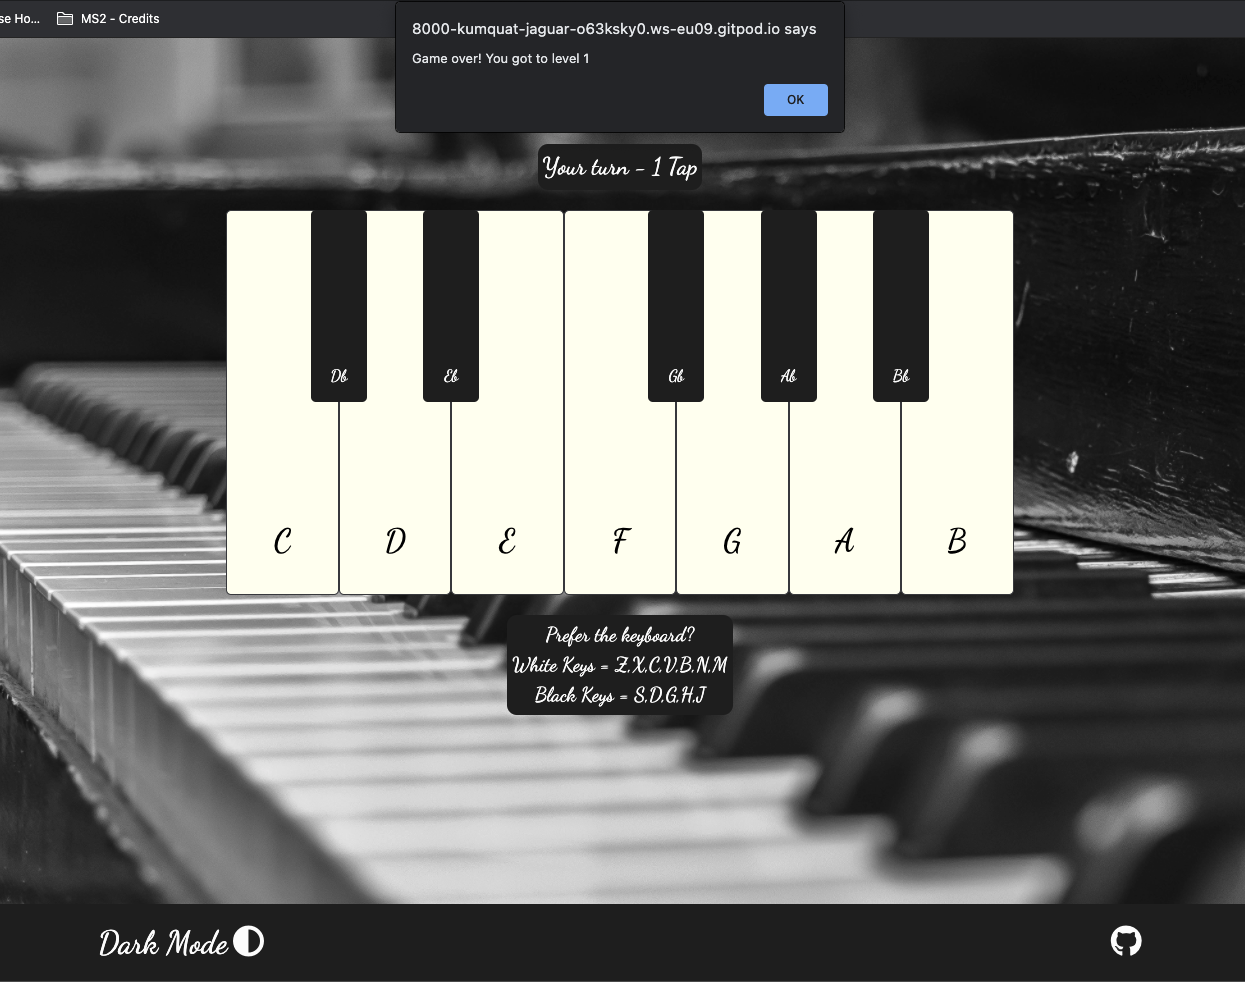 se Ho... MS2 - Credits
8000-kumquat-jaguar-o63ksky0.ws-eu09.gitpod.io says
Game over! You got to level 1
OK
Your turn - 1 Tap
Db Eb Gb Ab Bb
C D E F G A B
Prefer the keyboard?
White Keys = Z,X,C,V,B,N,M
Black Keys = S,D,G,H,J
Dark Mode